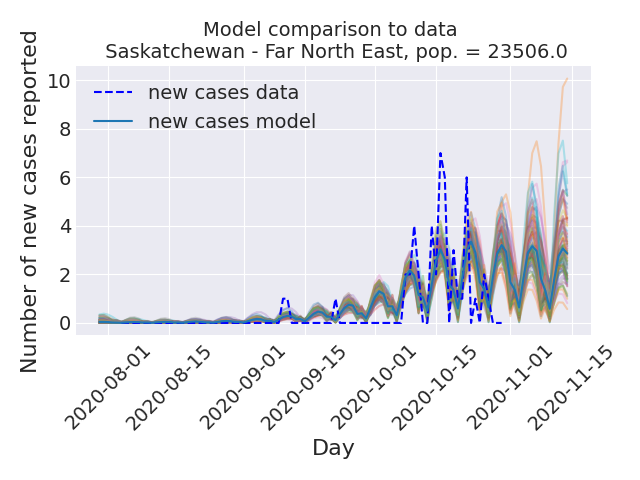 Model comparison to data
Saskatchewan - Far North East, pop. = 23506.0
Number of new cases reported
10
8
6
4
2
0
new cases data
new cases model
2020-08-01
2020-08-15
2020-09-01
2020-09-15
2020-10-01
2020-10-15
2020-11-01
2020-11-15
Day